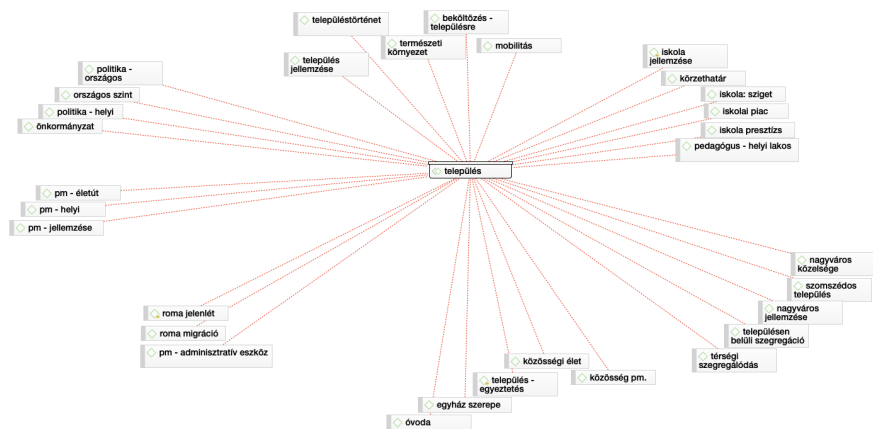 településtörténet
beköltözés -
településre
település
jellemzése
természeti
környezet
mobilitás
iskola
jellemzése
körzethatár
iskola: sziget
iskolai piac
iskola presztízs
pedagógus - helyi lakos
politika -
országos
országos szint
politika - helyi
önkormányzat
település
pm - életút
pm - helyi
pm - jellemzése
nagyváros
közelsége
szomszédos
település
nagyváros
jellemzése
településen
belüli szegregáció
térségi
szegregálódás
roma jelenlét
roma migráció
pm - adminisztratív eszköz
közösségi élet
közösség pm.
település -
egyeztetés
egyház szerepe
óvoda